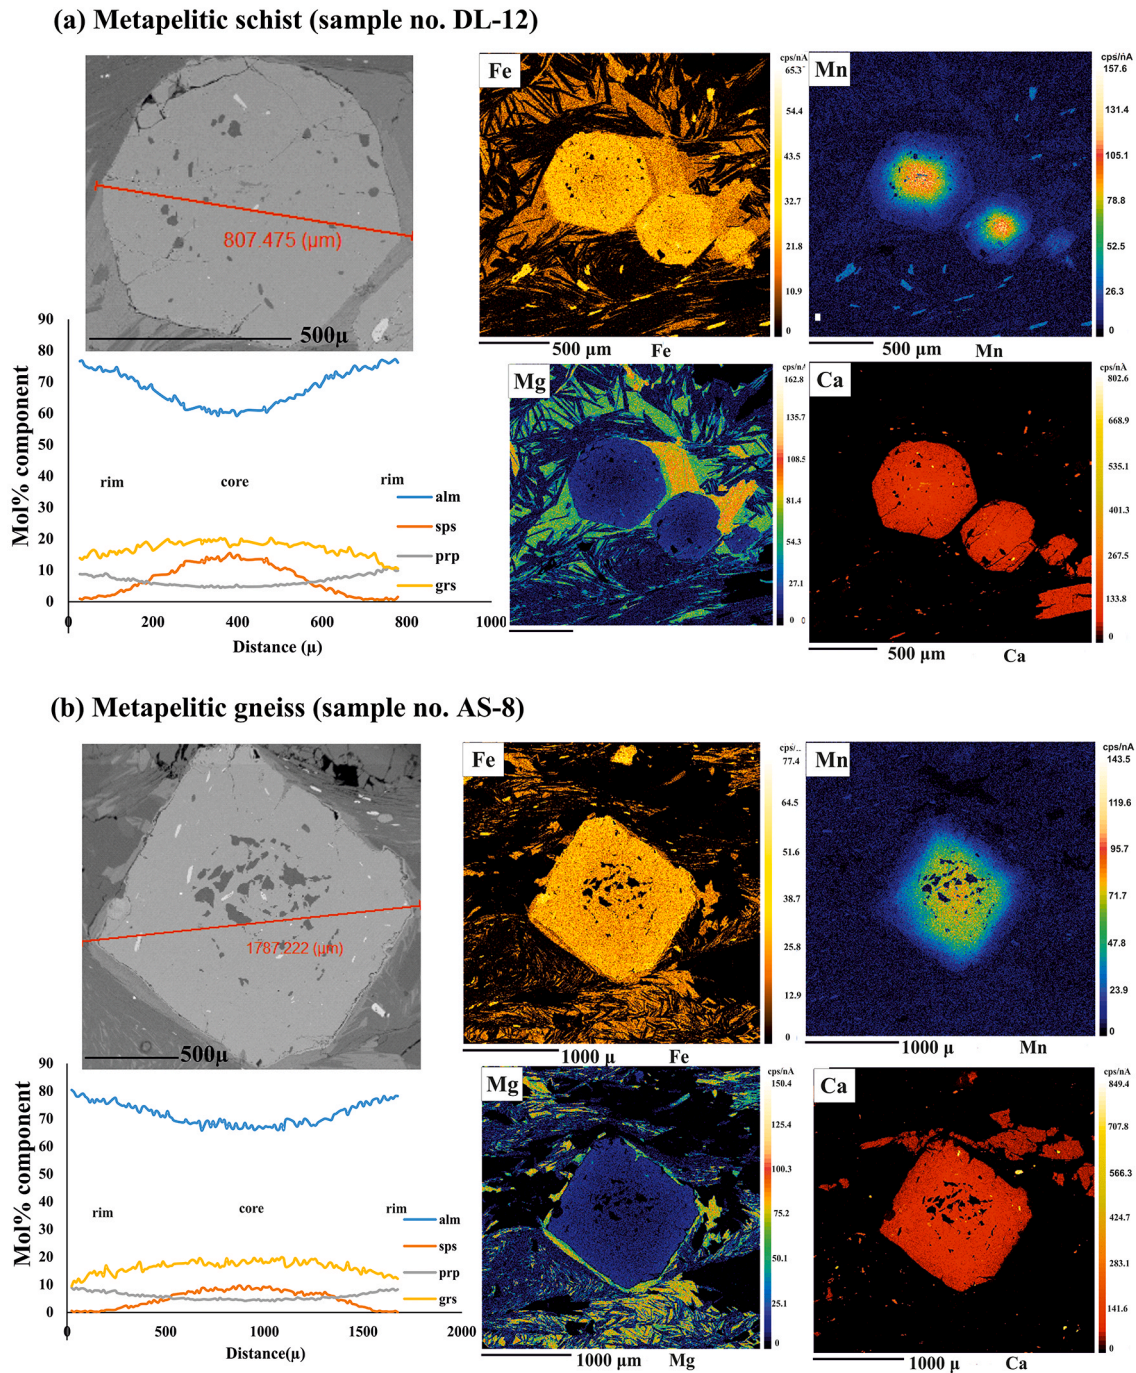 (a) Metapelitic schist (sample no. DL-12)
807.475 (µm)
500µ
Fe
cps/nA
65.3
54.4
43.5
32.7
21.8
10.9
0
500 µm
Fe
Mn
cps/nA
157.6
131.4
105.1
78.8
52.5
26.3
0
500 µm
Mn
Mol% component
90
80
70
60
50
40
30
20
10
0
rim
core
rim
alm
sps
prp
grs
0
200
400
600
800
1000
Distance (µ)
Mg
cps/nA
162.8
135.7
108.5
81.4
54.3
27.1
0
Ca
cps/nA
802.6
668.9
535.1
401.3
267.5
133.8
0
500 µm
Ca
(b) Metapelitic gneiss (sample no. AS-8)
1787.222 (µm)
500µ
Fe
cps/..
77.4
64.5
51.6
38.7
25.8
12.9
0
1000 µ
Fe
Mn
cps/nA
143.5
119.6
95.7
71.7
47.8
23.9
0
1000 µ
Mn
Mol% component
90
80
70
60
50
40
30
20
10
0
rim
core
rim
alm
sps
prp
grs
0
500
1000
1500
2000
Distance(µ)
Mg
cps/nA
150.4
125.4
100.3
75.2
50.1
25.1
0
1000 µm
Mg
Ca
cps/nA
849.4
707.8
566.3
424.7
283.1
141.6
0
1000 µ
Ca